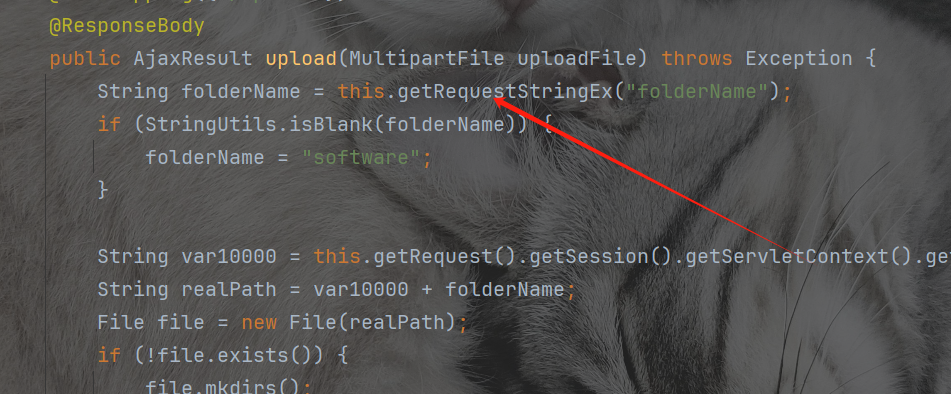 @ResponseBody
public AjaxResult upload(MultipartFile uploadFile) throws Exception {
String folderName = this.getRequestStringEx("folderName");
if (StringUtils.isBlank(folderName)) {
folderName = "software";
}
String var10000 = this.getRequest().getSession().getServletContext().ge
String realPath = var10000 + folderName;
File file = new File(realPath);
if (!file.exists()) {
file.mkdirs();